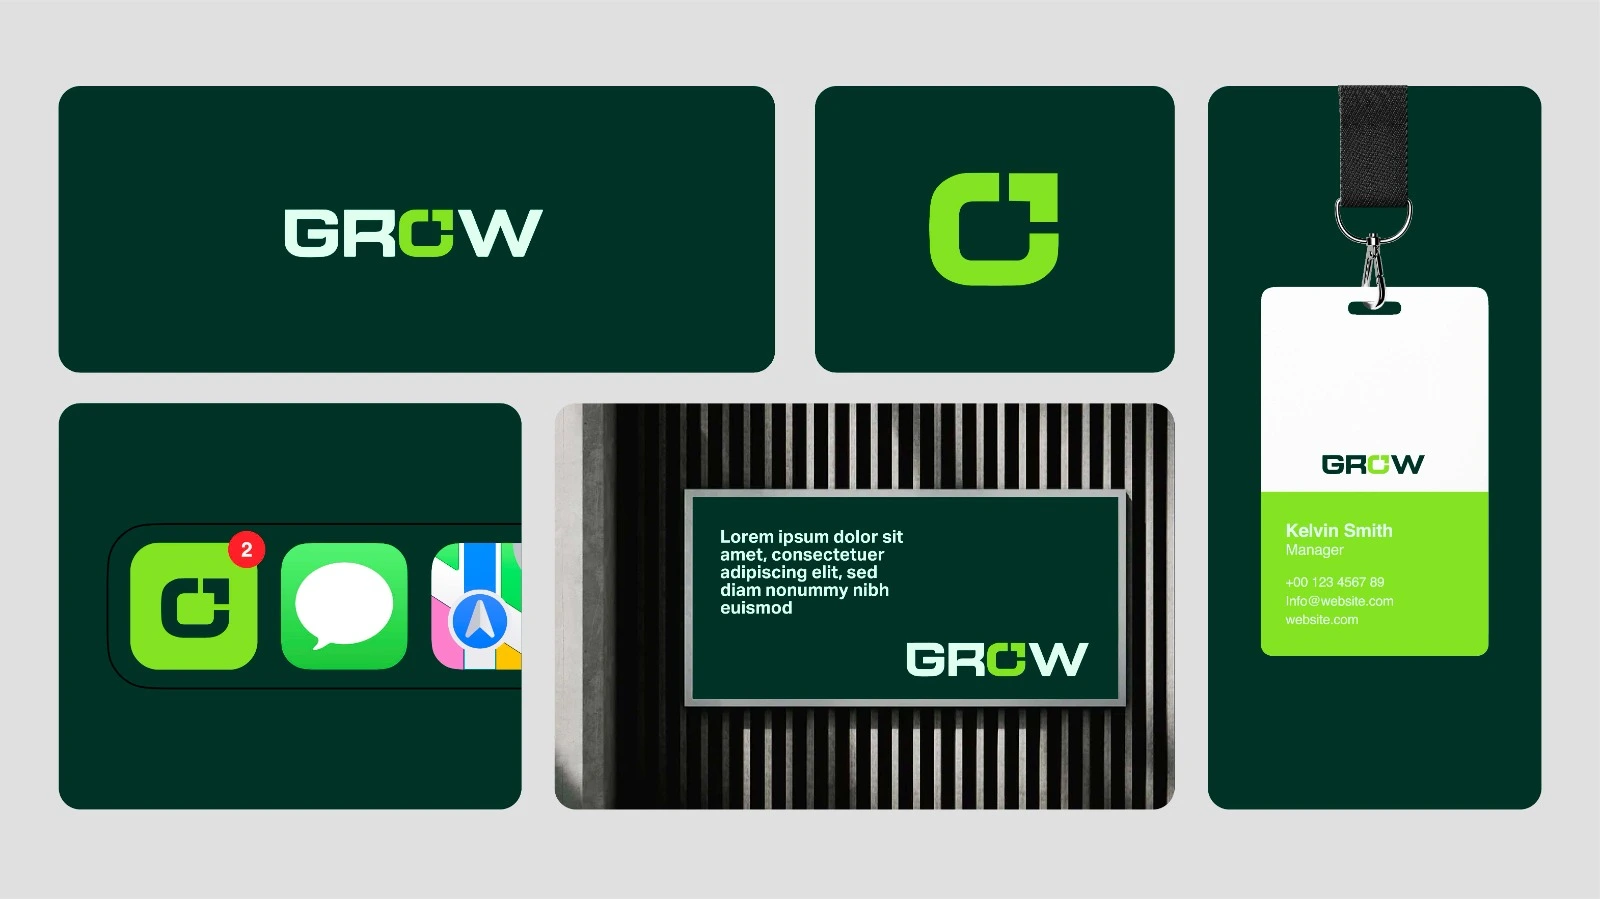 GROW
2
Lorem ipsum dolor sit
amet, consectetuer
adipiscing elit, sed
diam nonummy nibh
euismod
GROW
GROW
Kelvin Smith
Manager
+00 123 4567 89
info@website.com
website.com